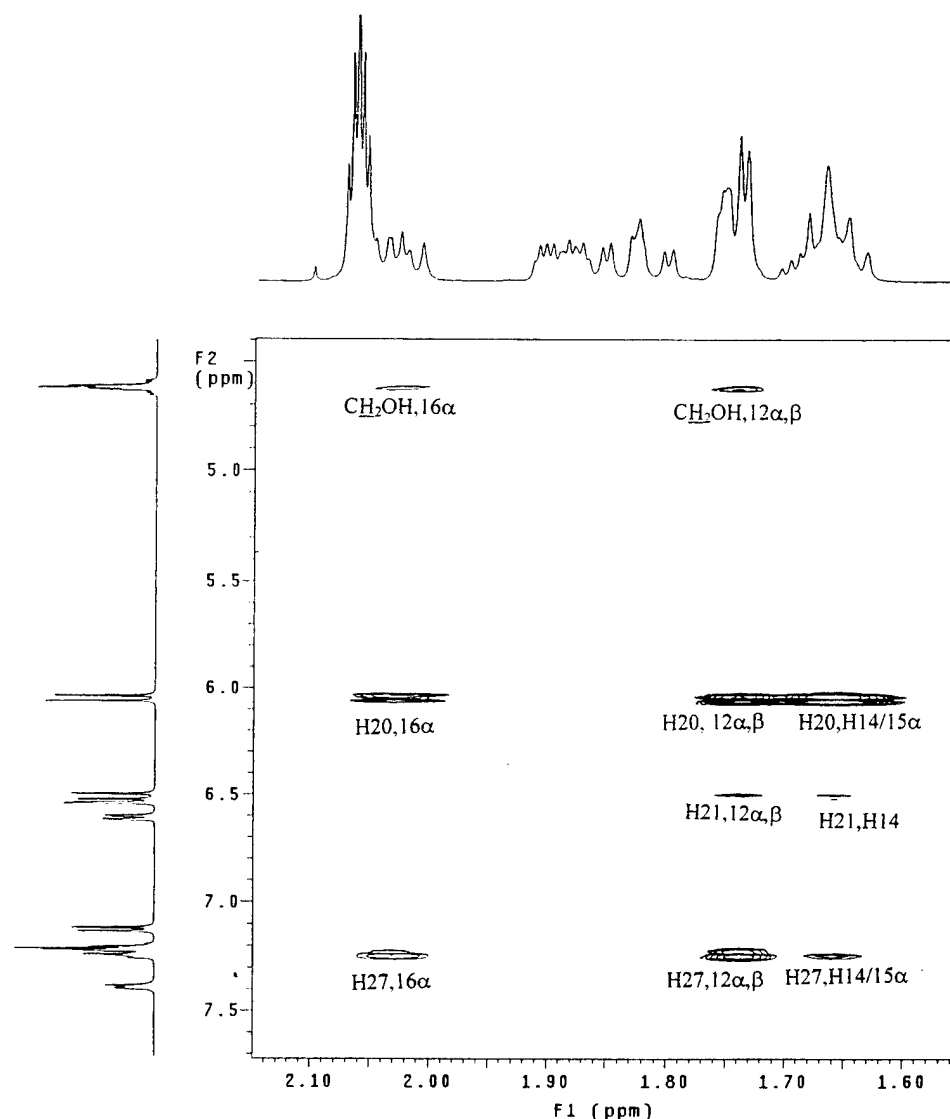 F2
(ppm)
CH₂OH,16α
CH₂OH,12α,β
5.0
5.5
6.0
H20,16α
H20, 12α,β
H20,H14/15α
6.5
H21,12α,β
H21,H14
7.0
H27,16α
H27,12α,β
H27,H14/15α
7.5
2.10
2.00
1.90
1.80
1.70
1.60
F1 (ppm)